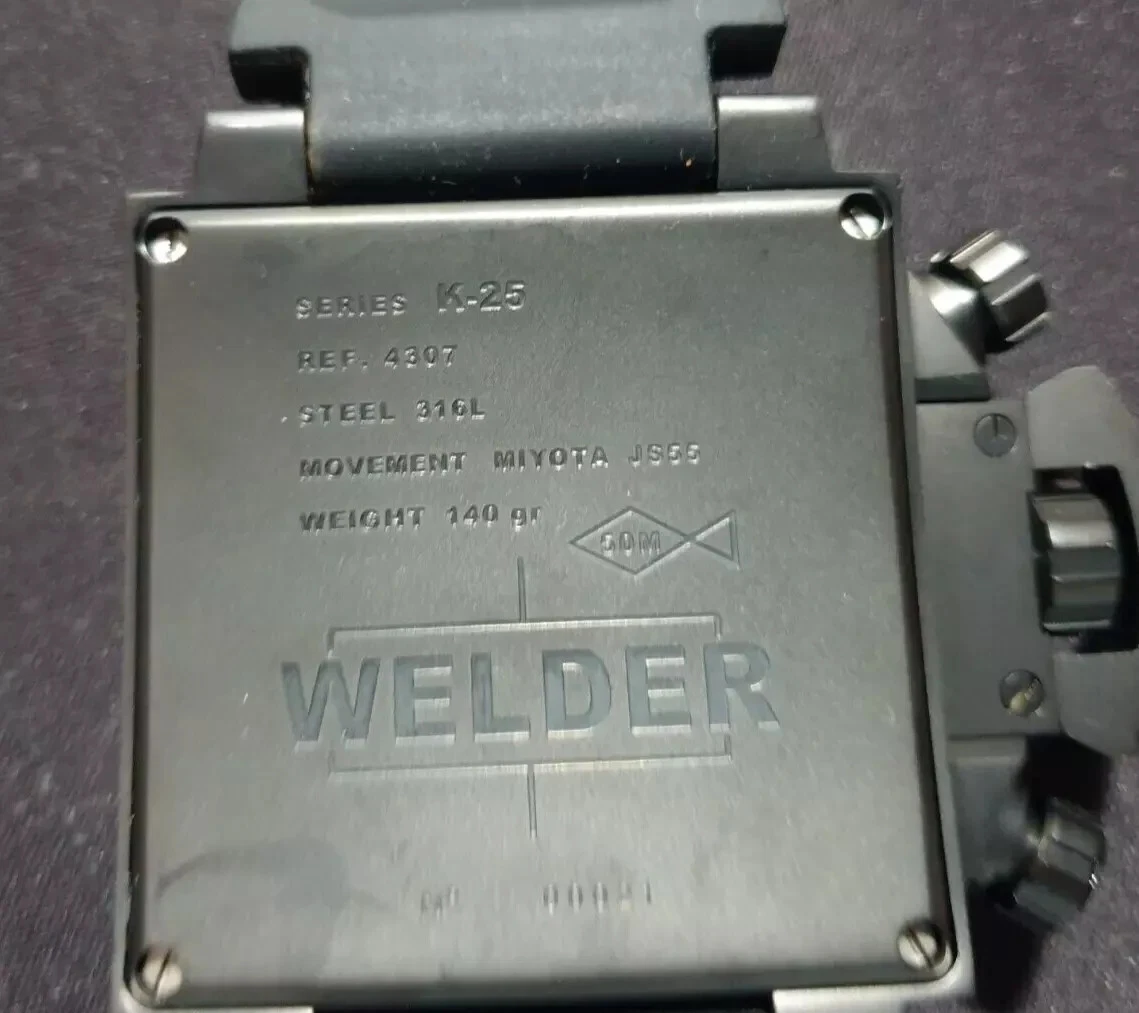 SERIES K-25
REF. 4307
STEEL 316L
MOVEMENT MIYOTA JS55
WEIGHT 140 gr
50M
WELDER